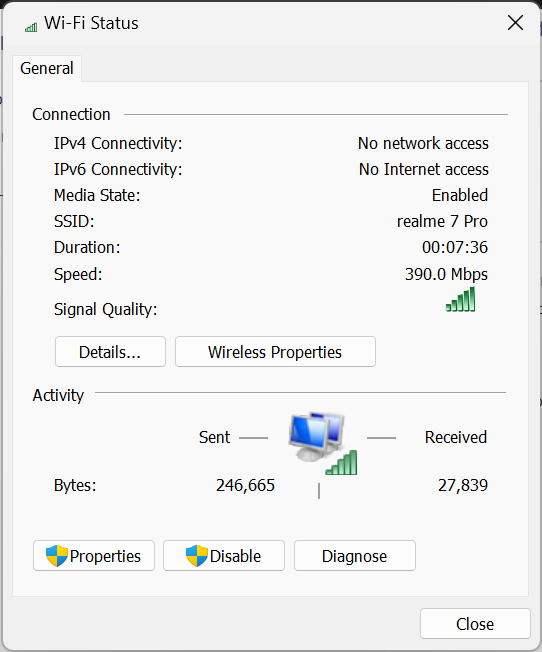 Wi-Fi Status
General
Connection
IPv4 Connectivity: No network access
IPv6 Connectivity: No Internet access
Media State: Enabled
SSID: realme 7 Pro
Duration: 00:07:36
Speed: 390.0 Mbps
Signal Quality:
Details... Wireless Properties
Activity
Sent Received
Bytes: 246,665 27,839
Properties Disable Diagnose
Close